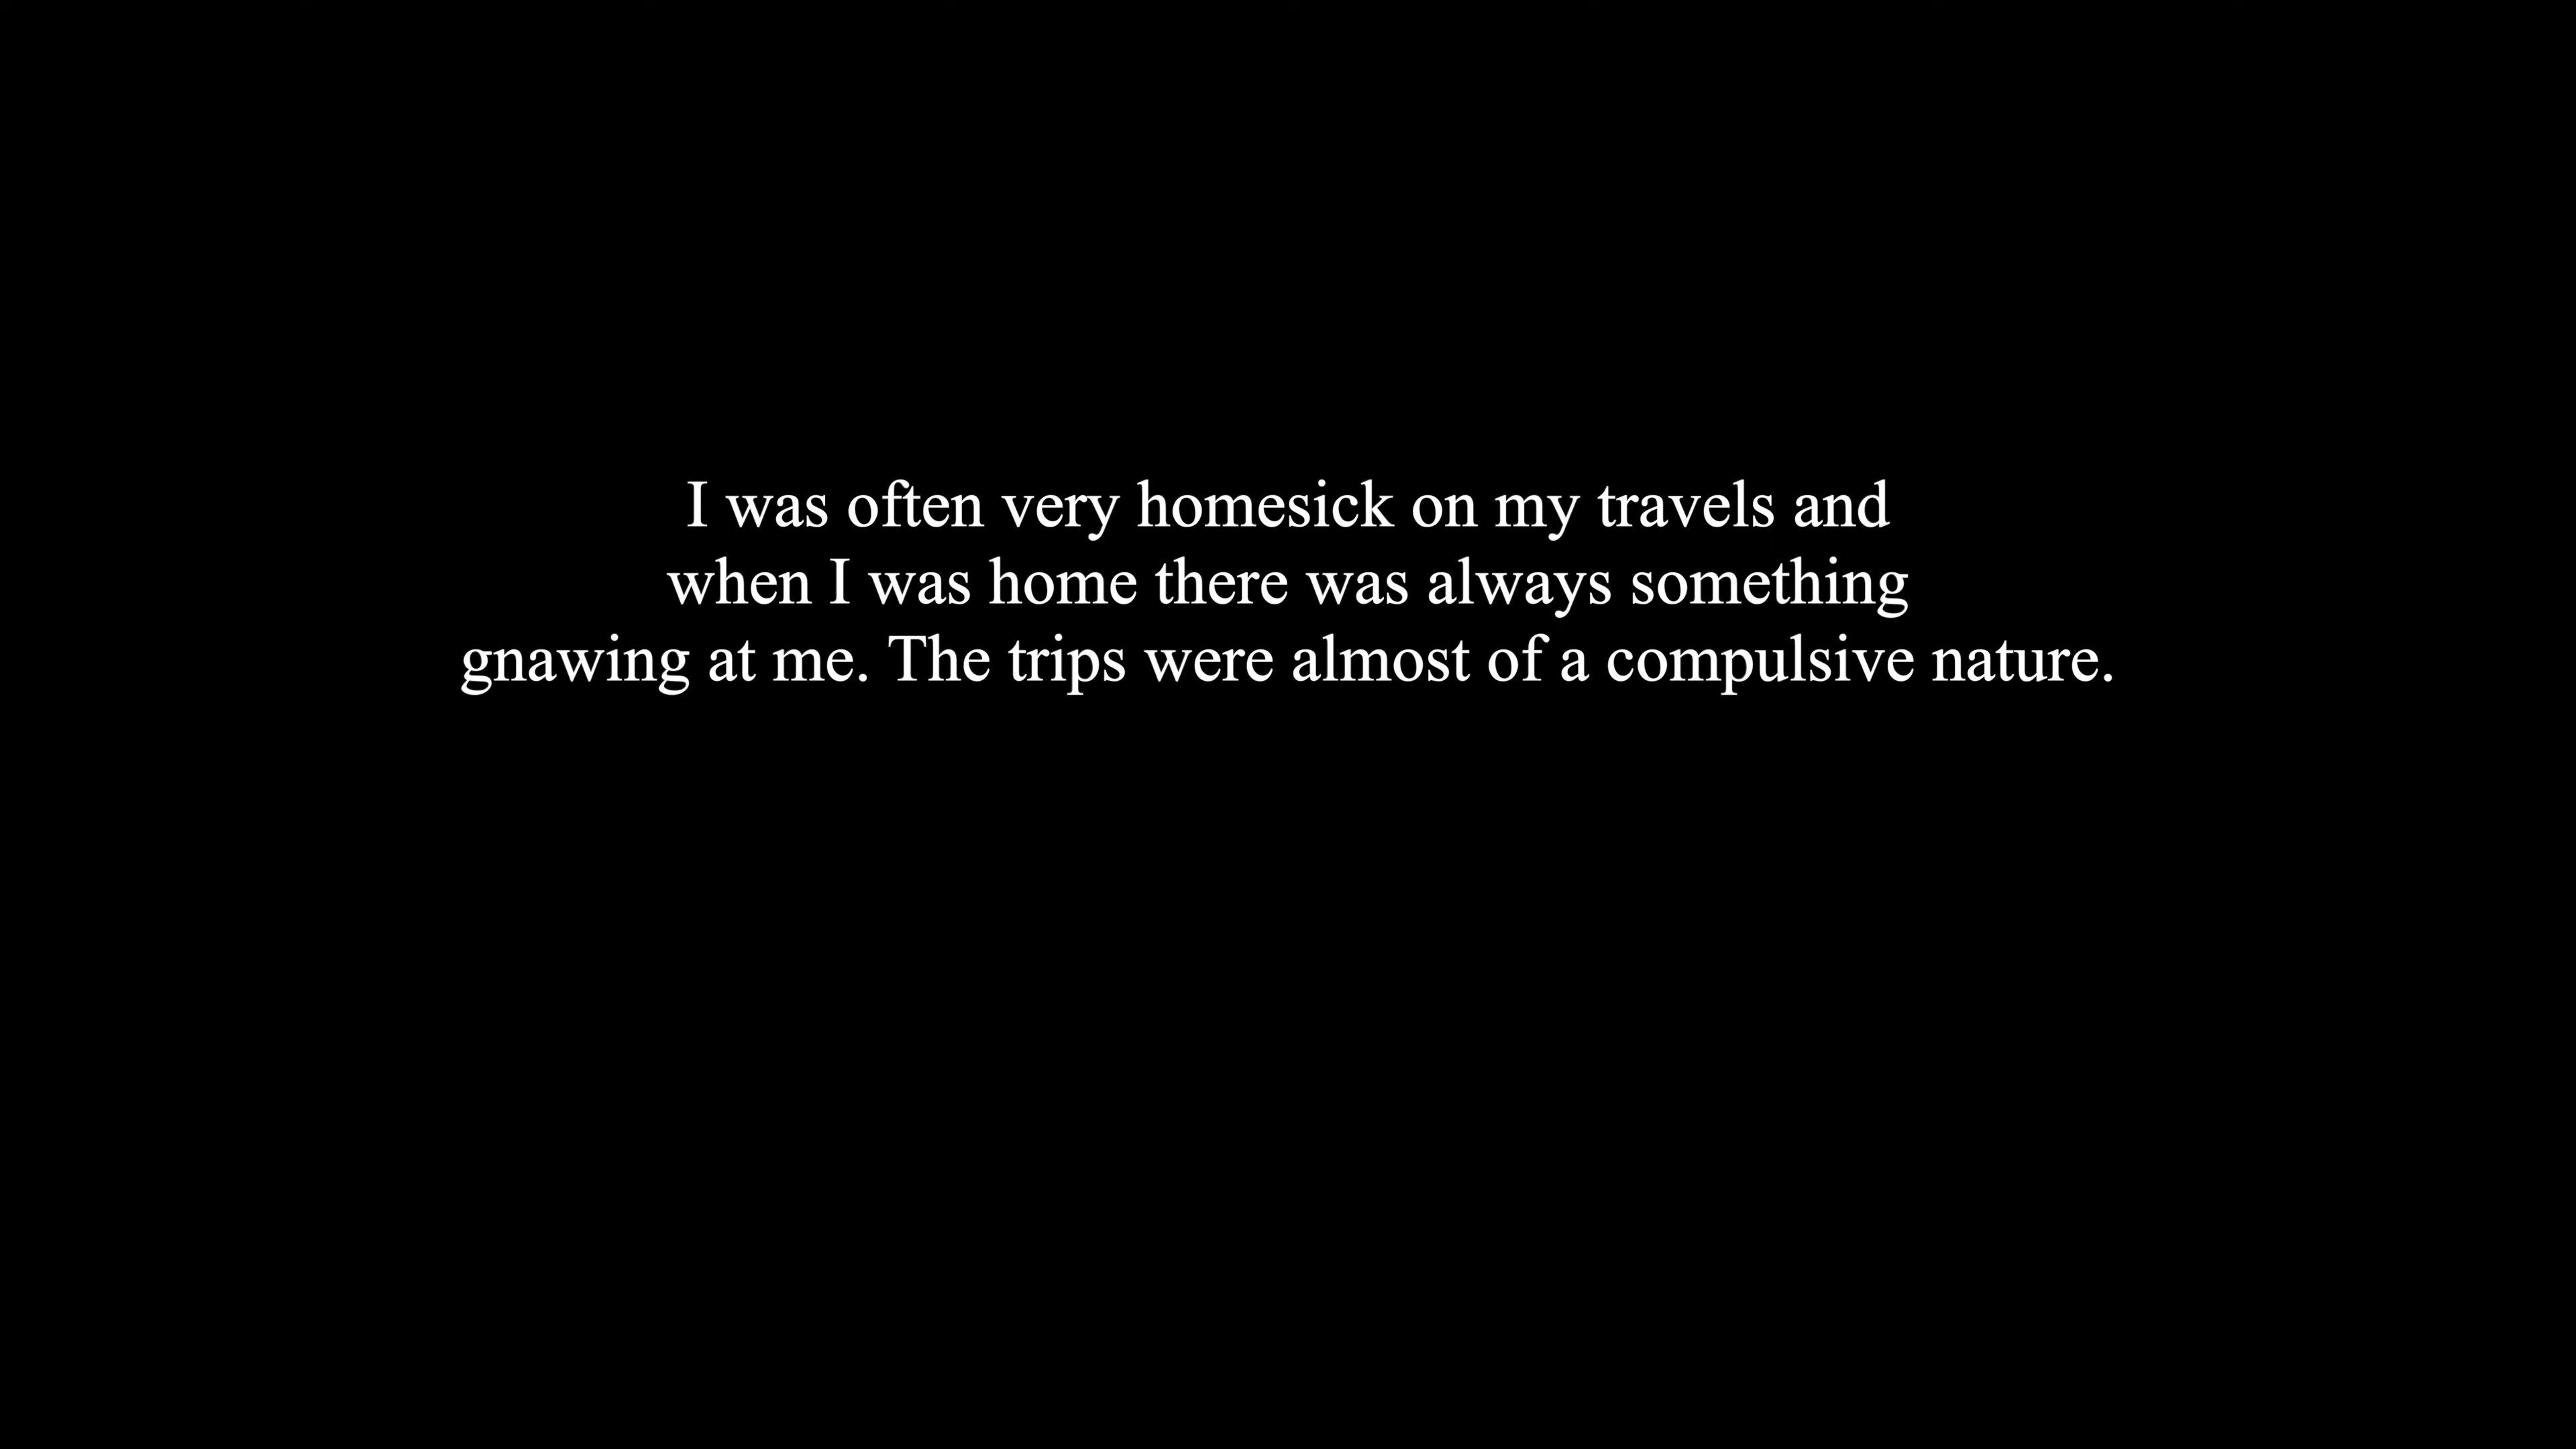 I was often very homesick on my travels and
when I was home there was always something
gnawing at me. The trips were almost of a compulsive nature.